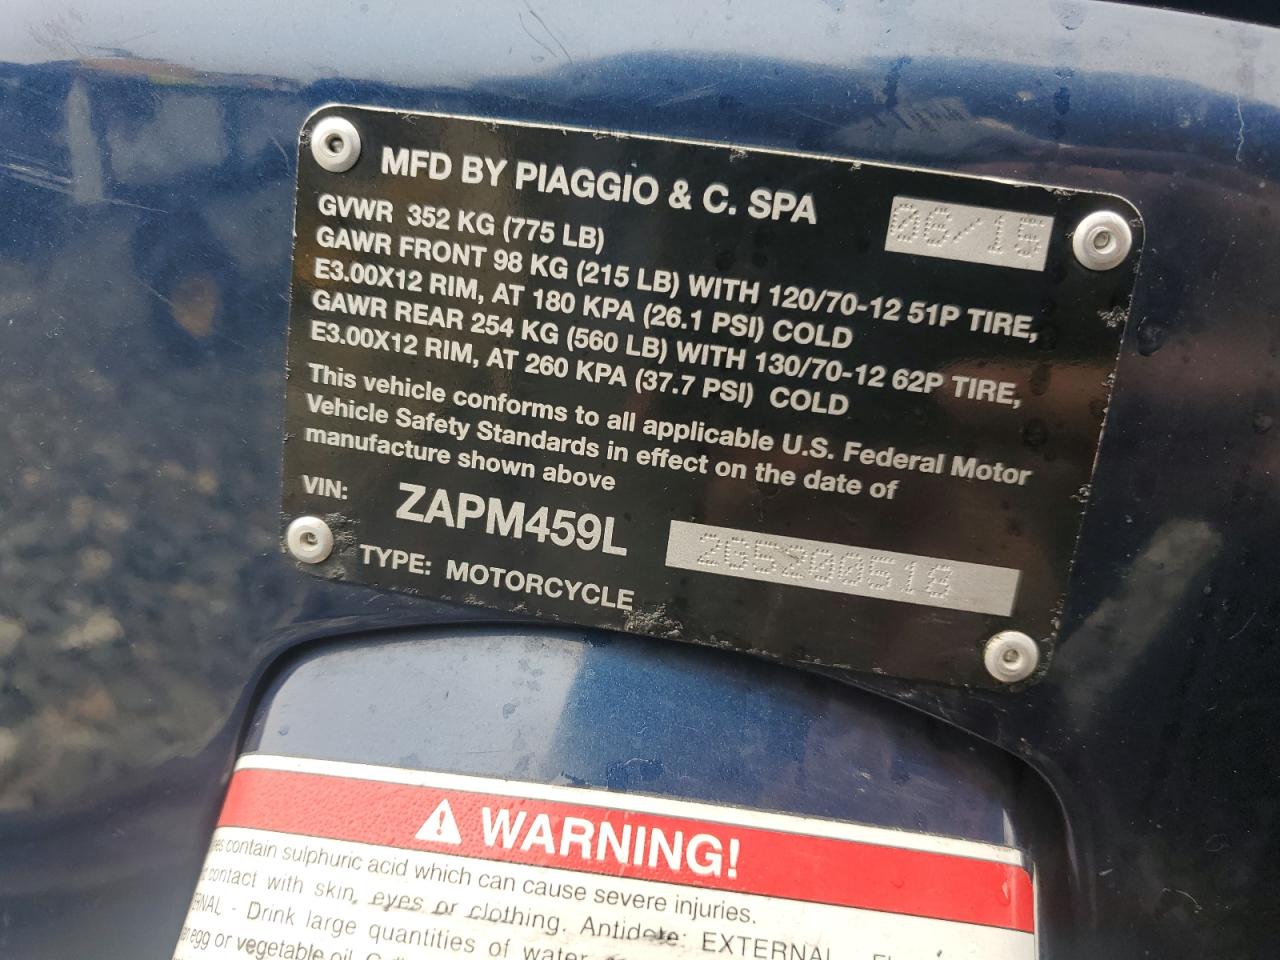 MFD BY PIAGGIO & C. SPA
06/15
GVWR 352 KG (775 LB)
GAWR FRONT 98 KG (215 LB) WITH 120/70-12 51P TIRE,
E3.00X12 RIM, AT 180 KPA (26.1 PSI) COLD
GAWR REAR 254 KG (560 LB) WITH 130/70-12 62P TIRE,
E3.00X12 RIM, AT 260 KPA (37.7 PSI) COLD
This vehicle conforms to all applicable U.S. Federal Motor
Vehicle Safety Standards in effect on the date of
manufacture shown above
VIN: ZAPM459L 2G5200518
TYPE: MOTORCYCLE
WARNING!
contain sulphuric acid which can cause severe injuries.
contact with skin, eyes or clothing. Antidote: EXTERNAL
- Drink large quantities of water
egg or vegetable oil.